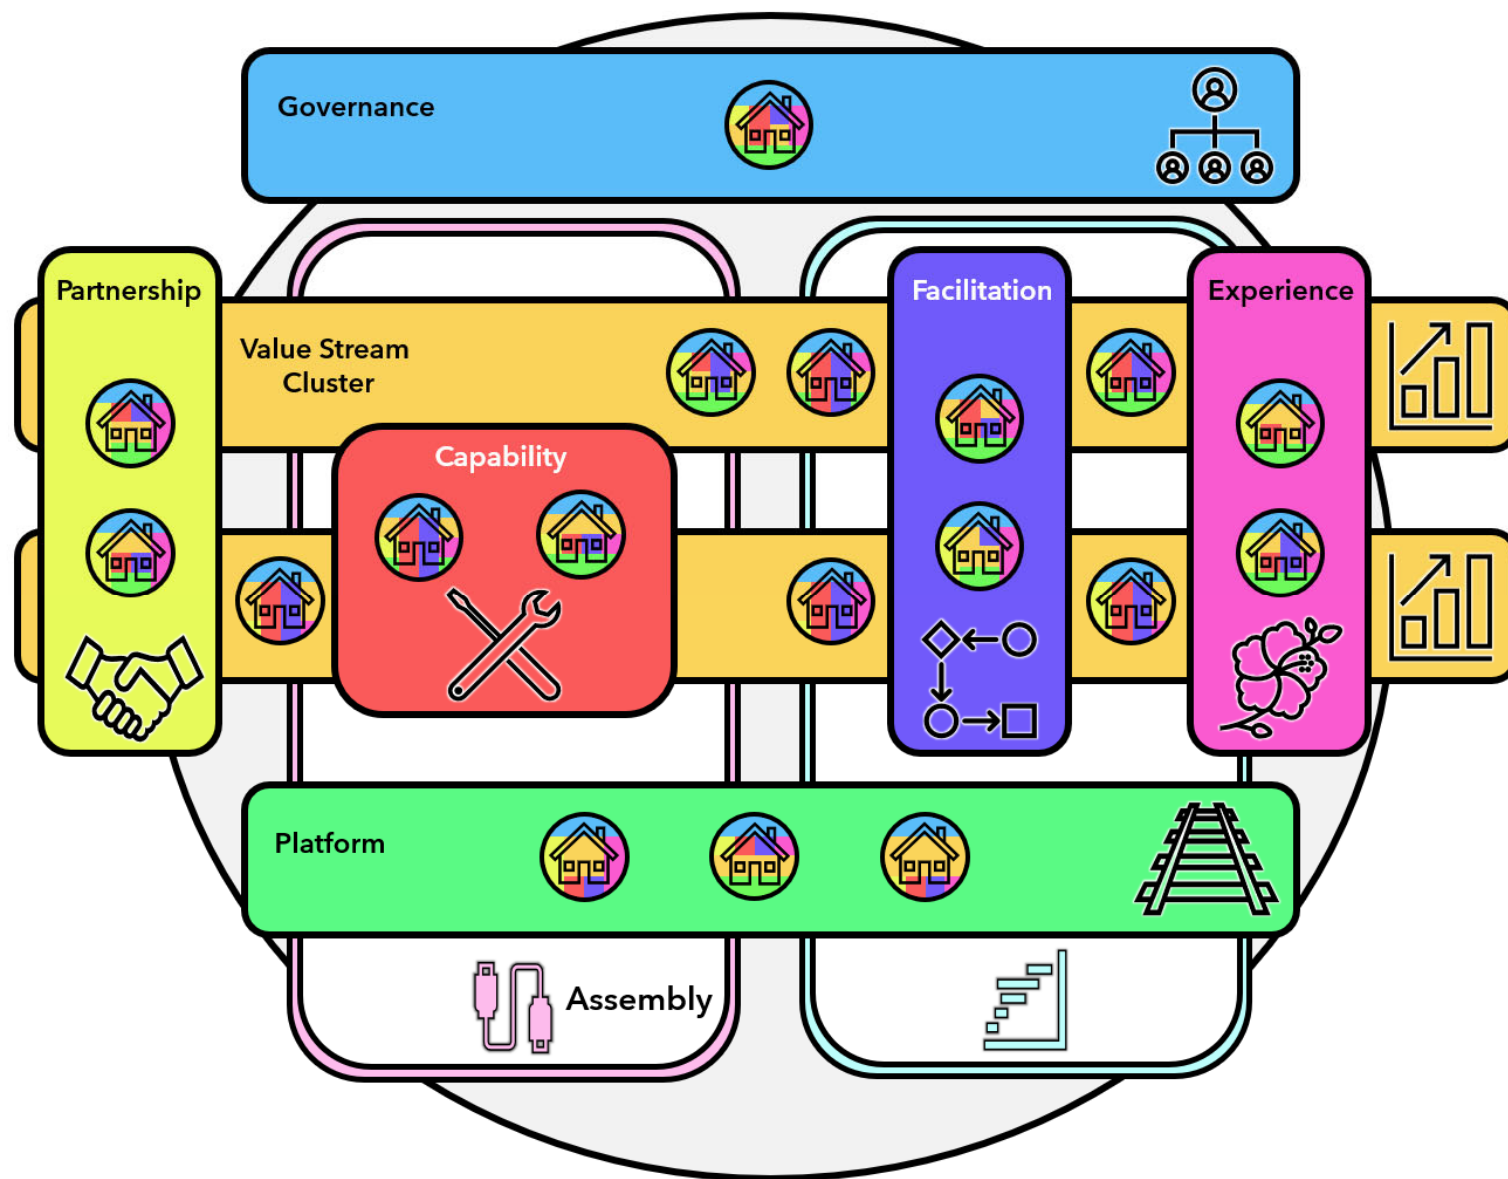 Governance
Partnership
Facilitation
Experience
Value Stream
Cluster
Capability
Platform
Assembly